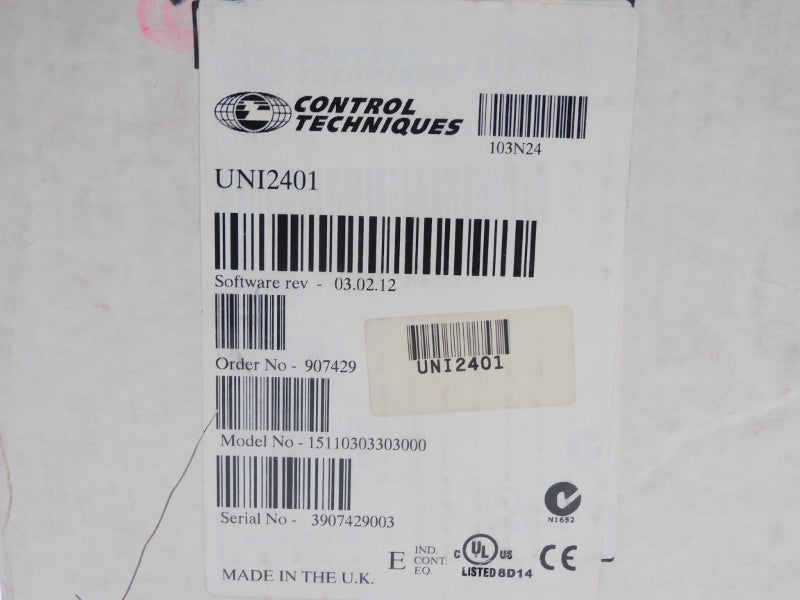 CONTROL
TECHNIQUES
103N24
UNI2401
Software rev - 03.02.12
Order No - 907429
UNI2401
Model No - 15110303303000
Serial No - 3907429003
N1652
MADE IN THE U.K.
E IND.
CONT.
EQ.
C UL US
LISTED 8D14
CE